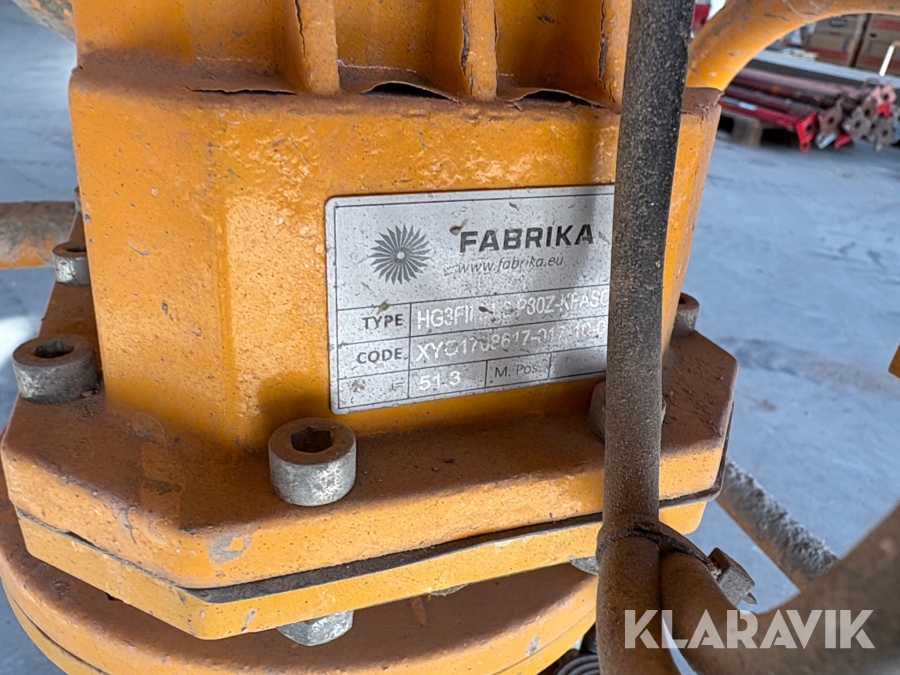 FABRIKA
www.fabrika.eu
TYPE
CODE.
51.3 M. Pos.
KLARAVIK